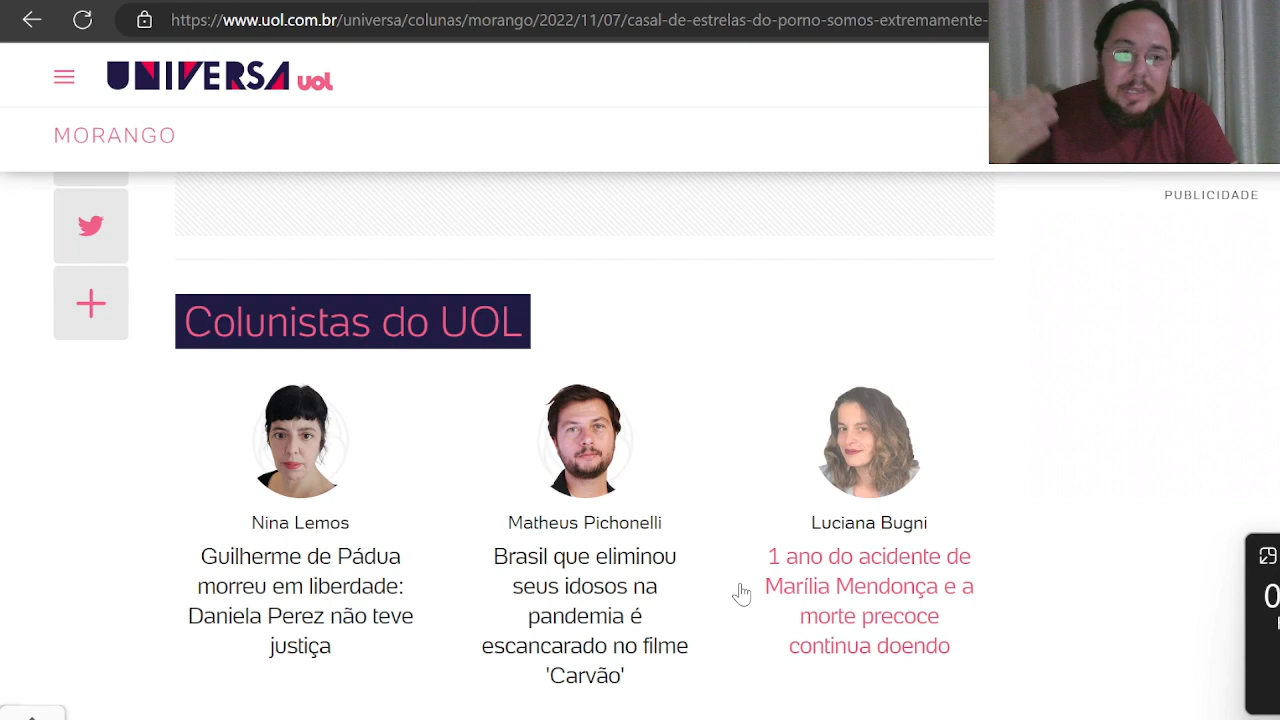 https://www.uol.com.br/universa/colunas/morango/2022/11/07/casal-de-estrelas-do-porno-somos-extremamente-
UNIVERSA uol
MORANGO
PUBLICIDADE
Colunistas do UOL
Nina Lemos
Guilherme de Pádua
morreu em liberdade:
Daniela Perez não teve
justiça
Matheus Pichonelli
Brasil que eliminou
seus idosos na
pandemia é
escancarado no filme
'Carvão'
Luciana Bugni
1 ano do acidente de
Marília Mendonça e a
morte precoce
continua doendo